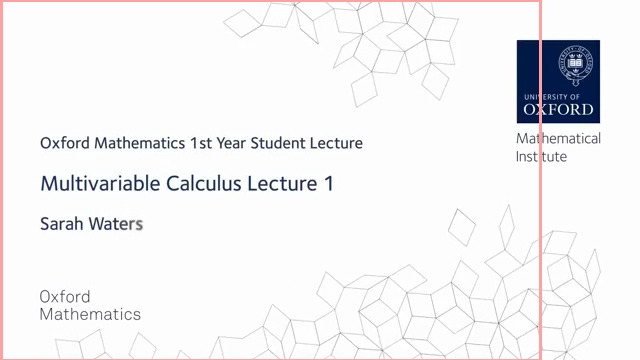 Oxford Mathematics 1st Year Student Lecture
Multivariable Calculus Lecture 1
Sarah Waters
Oxford
Mathematics
UNIVERSITY OF
OXFORD
Mathematical
Institute